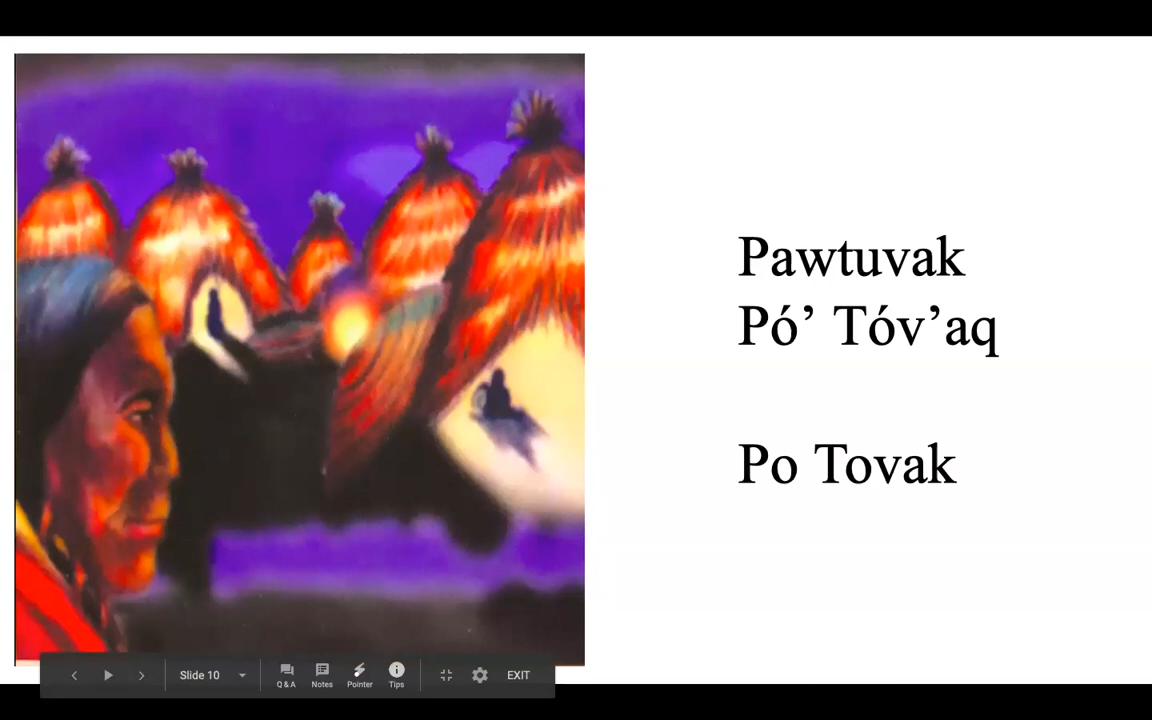 Pawtuvak
Pó’ Tóv’aq
Po Tovak
Slide 10
Q & A
Notes
Pointer
Tips
EXIT